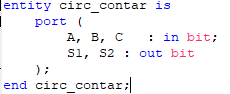 entity circ_contar is
port (
A, B, C : in bit;
S1, S2 : out bit
);
end circ_contar;